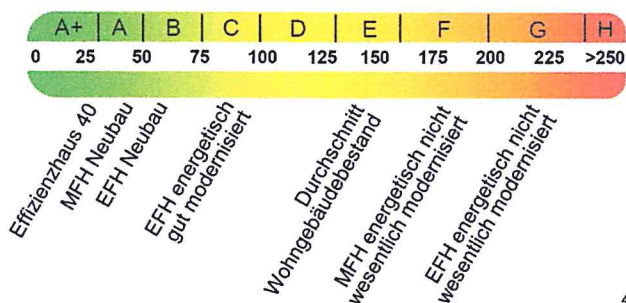 A+ A B C D E F G H
0 25 50 75 100 125 150 175 200 225 >250
Effizienzhaus 40
MFH Neubau
EFH Neubau
EFH energetisch
gut modernisiert
Durchschnitt
Wohngebäudebestand
MFH energetisch nicht
wesentlich modernisiert
EFH energetisch nicht
wesentlich modernisiert